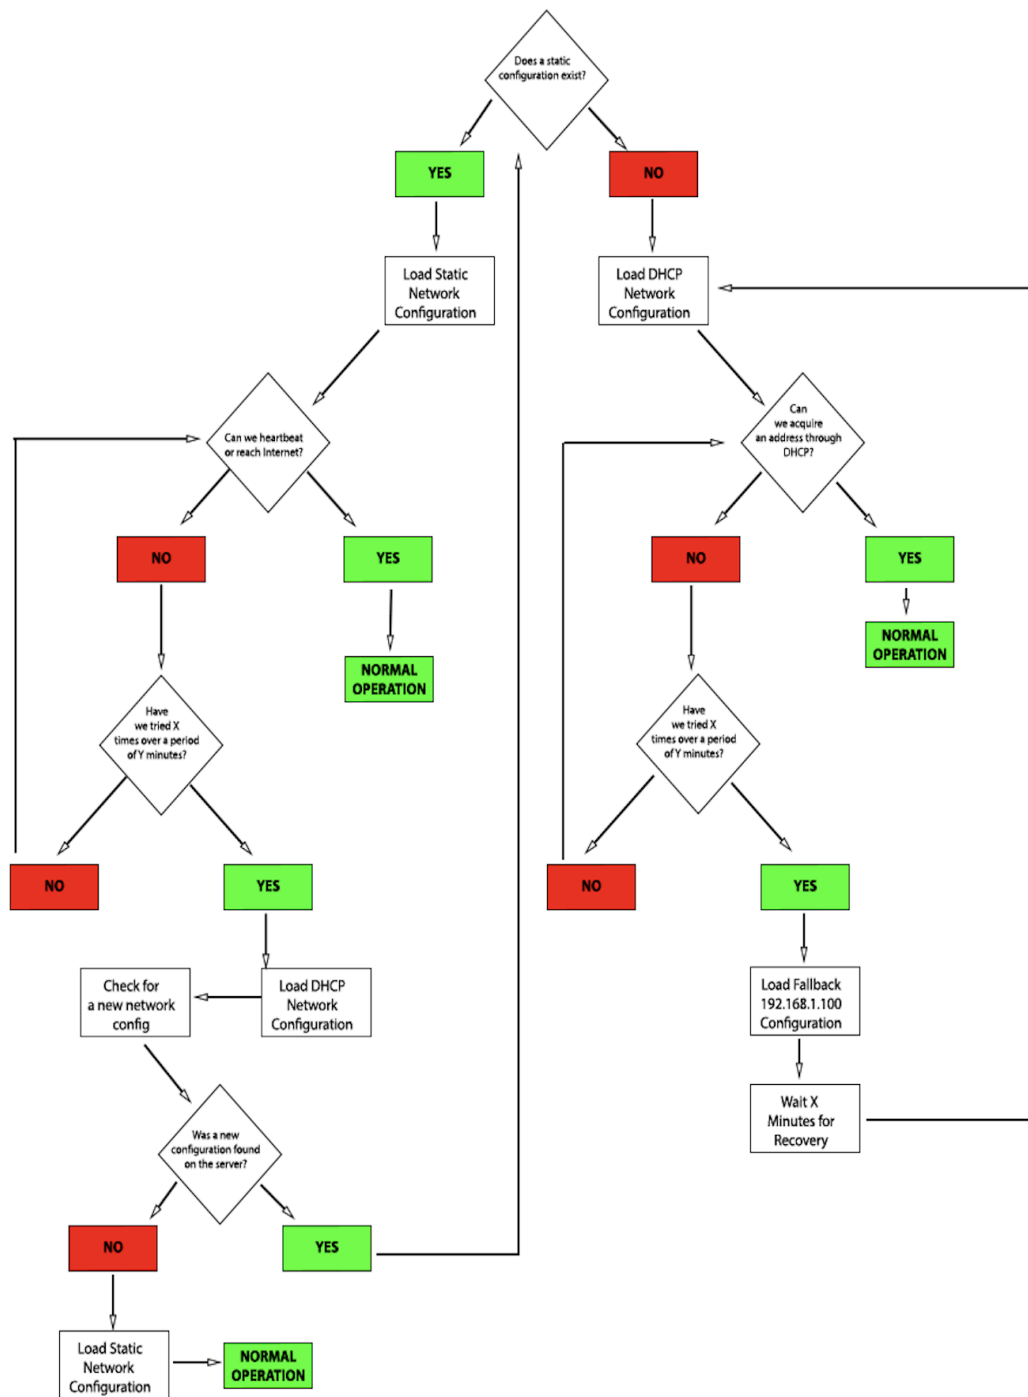 Does a static
configuration exist?
YES
NO
Load Static
Network
Configuration
Load DHCP
Network
Configuration
Can we heartbeat
or reach Internet?
Can
we acquire
an address through
DHCP?
NO
YES
NO
YES
NORMAL
OPERATION
NORMAL
OPERATION
Have
we tried X
times over a period
of Y minutes?
Have
we tried X
times over a period
of Y minutes?
NO
YES
NO
YES
Check for
a new network
config
Load DHCP
Network
Configuration
Load Fallback
192.168.1.100
Configuration
Wait X
Minutes for
Recovery
Was a new
configuration found
on the server?
NO
YES
Load Static
Network
Configuration
NORMAL
OPERATION